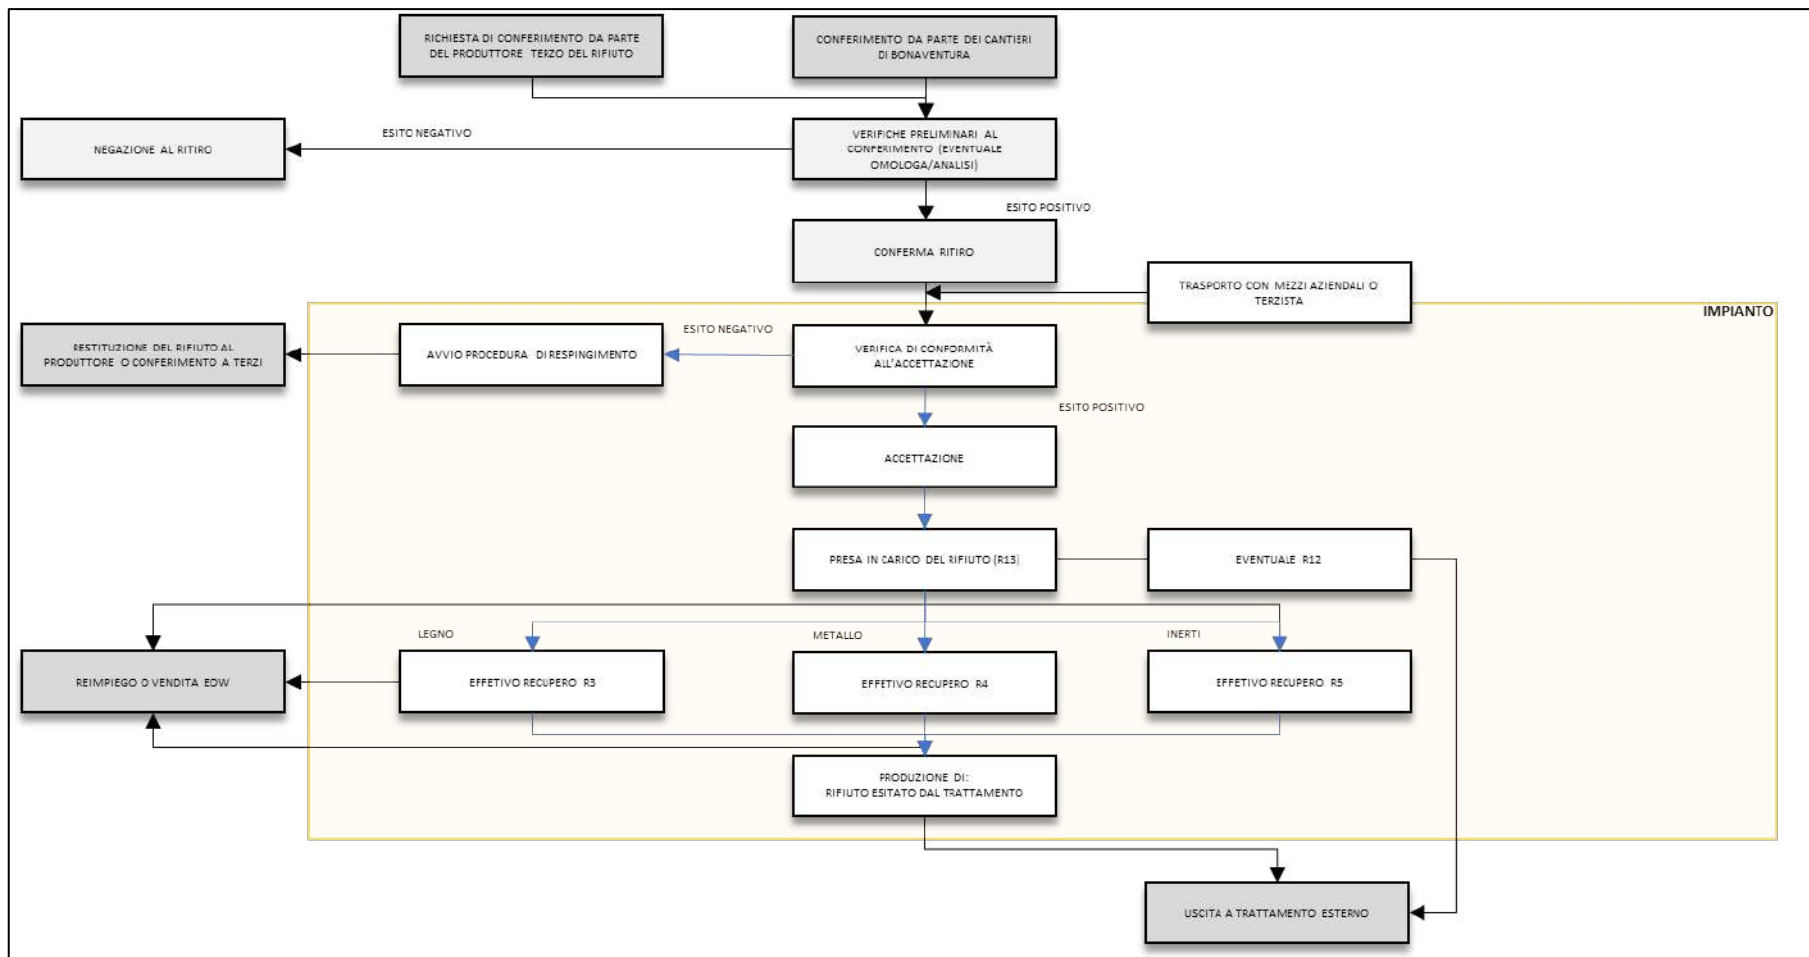 RICHIESTA DI CONFERIMENTO DA PARTE
DEL PRODUTTORE TERZO DEL RIFIUTO
CONFERIMENTO DA PARTE DEI CANTIERI
DI BONAVENTURA
NEGAZIONE AL RITIRO
ESITO NEGATIVO
VERIFICHE PRELIMINARI AL
CONFERIMENTO (EVENTUALE
OMOLOGA/ANALISI)
ESITO POSITIVO
CONFERMA RITIRO
TRASPORTO CON MEZZI AZIENDALI O
TERZISTA
IMPIANTO
RESTITUZIONE DEL RIFIUTO AL
PRODUTTORE O CONFERIMENTO A TERZI
AVVIO PROCEDURA DI RESPINGIMENTO
ESITO NEGATIVO
VERIFICA DI CONFORMITÀ
ALL'ACCETTAZIONE
ESITO POSITIVO
ACCETTAZIONE
PRESA IN CARICO DEL RIFIUTO (R13)
EVENTUALE R12
LEGNO
METALLO
INERTI
REIMPIEGO O VENDITA EOW
EFFETIVO RECUPERO R3
EFFETIVO RECUPERO R4
EFFETIVO RECUPERO R5
PRODUZIONE DI:
RIFIUTO ESITATO DAL TRATTAMENTO
USCITA A TRATTAMENTO ESTERNO